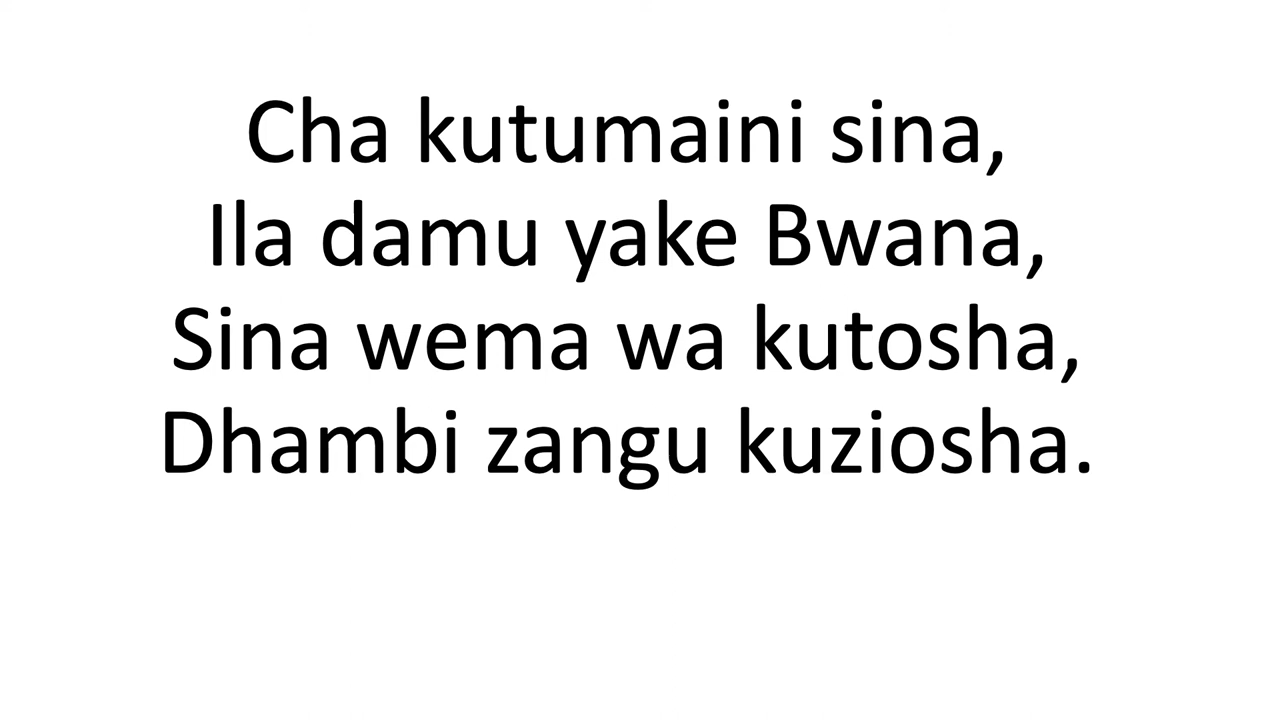 Cha kutumaini sina,
Ila damu yake Bwana,
Sina wema wa kutosha,
Dhambi zangu kuziosha.